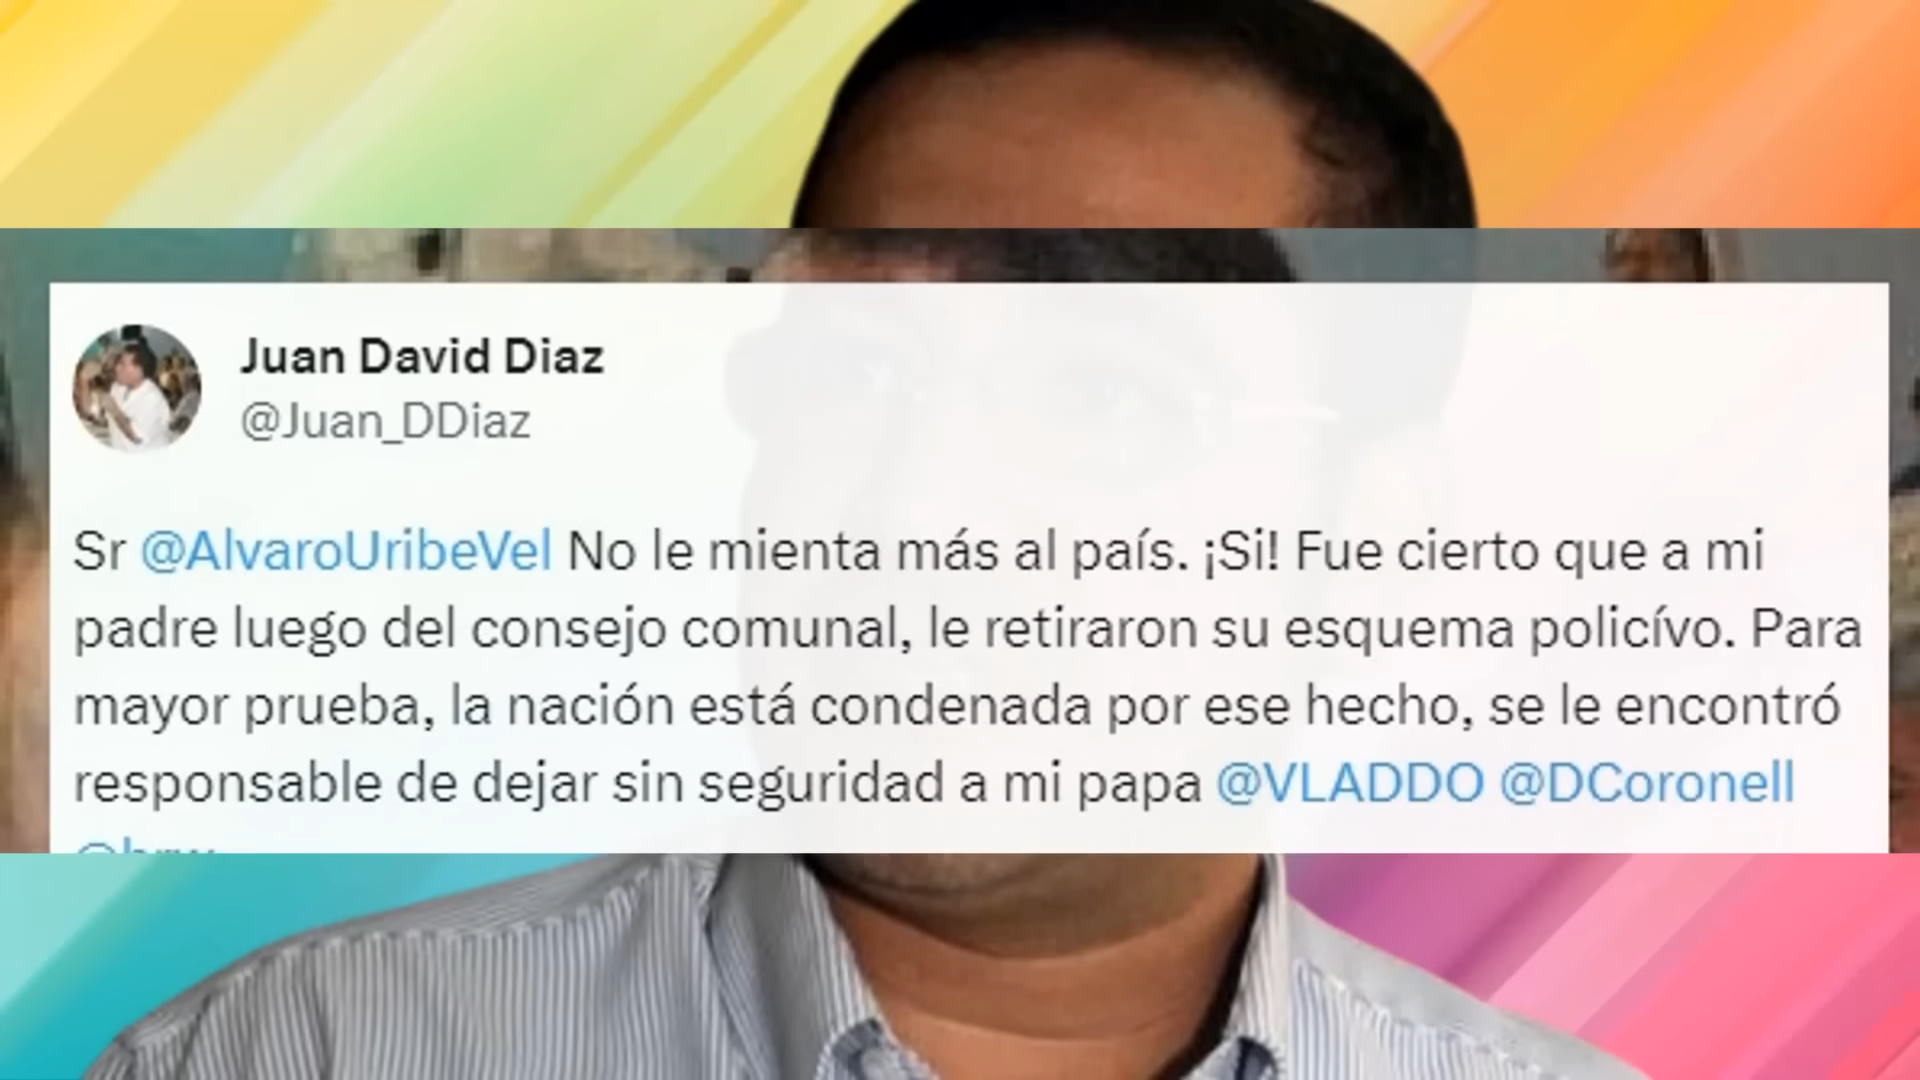 Juan David Diaz
@Juan_DDiaz
Sr @AlvaroUribeVel No le mienta más al país. ¡Si! Fue cierto que a mi
padre luego del consejo comunal, le retiraron su esquema policívo. Para
mayor prueba, la nación está condenada por ese hecho, se le encontró
responsable de dejar sin seguridad a mi papa @VLADDO @DCoronell